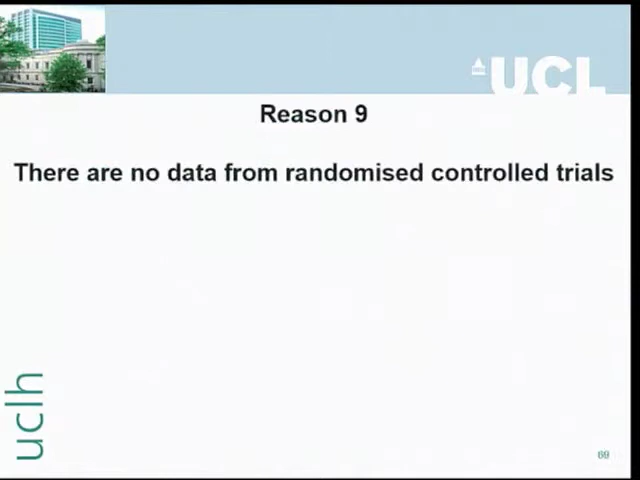 UCL
Reason 9
There are no data from randomised controlled trials
uclh
69